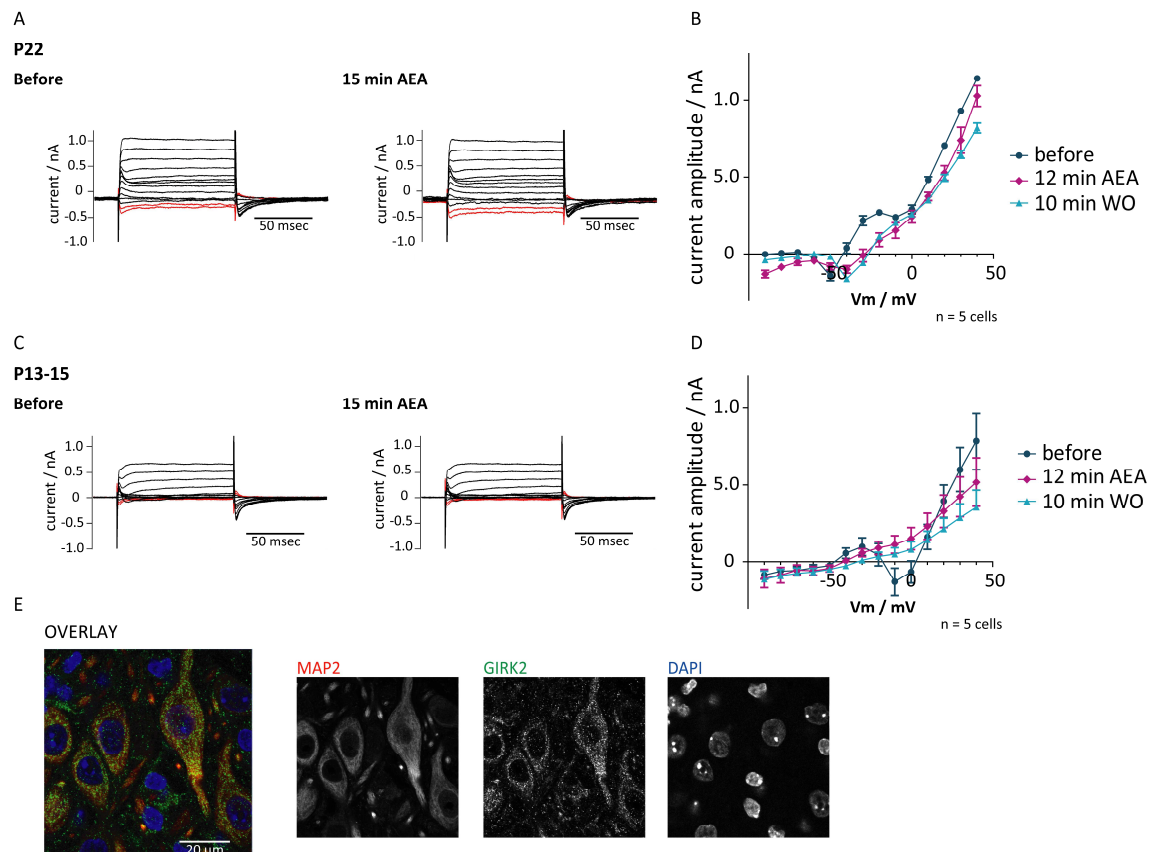 A
P22
Before
15 min AEA
current / nA
1.0
0.5
0
-0.5
-1.0
50 msec
current / nA
1.0
0.5
0
-0.5
-1.0
50 msec
B
current amplitude / nA
1.0
5.0
0
-50
0
50
Vm / mV
n = 5 cells
before
12 min AEA
10 min WO
C
P13-15
Before
15 min AEA
current / nA
1.0
0.5
0
-0.5
-1.0
50 msec
current / nA
1.0
0.5
0
-0.5
-1.0
50 msec
D
current amplitude / nA
1.0
5.0
0
-50
0
50
Vm / mV
n = 5 cells
before
12 min AEA
10 min WO
E
OVERLAY
20 µm
MAP2
GIRK2
DAPI